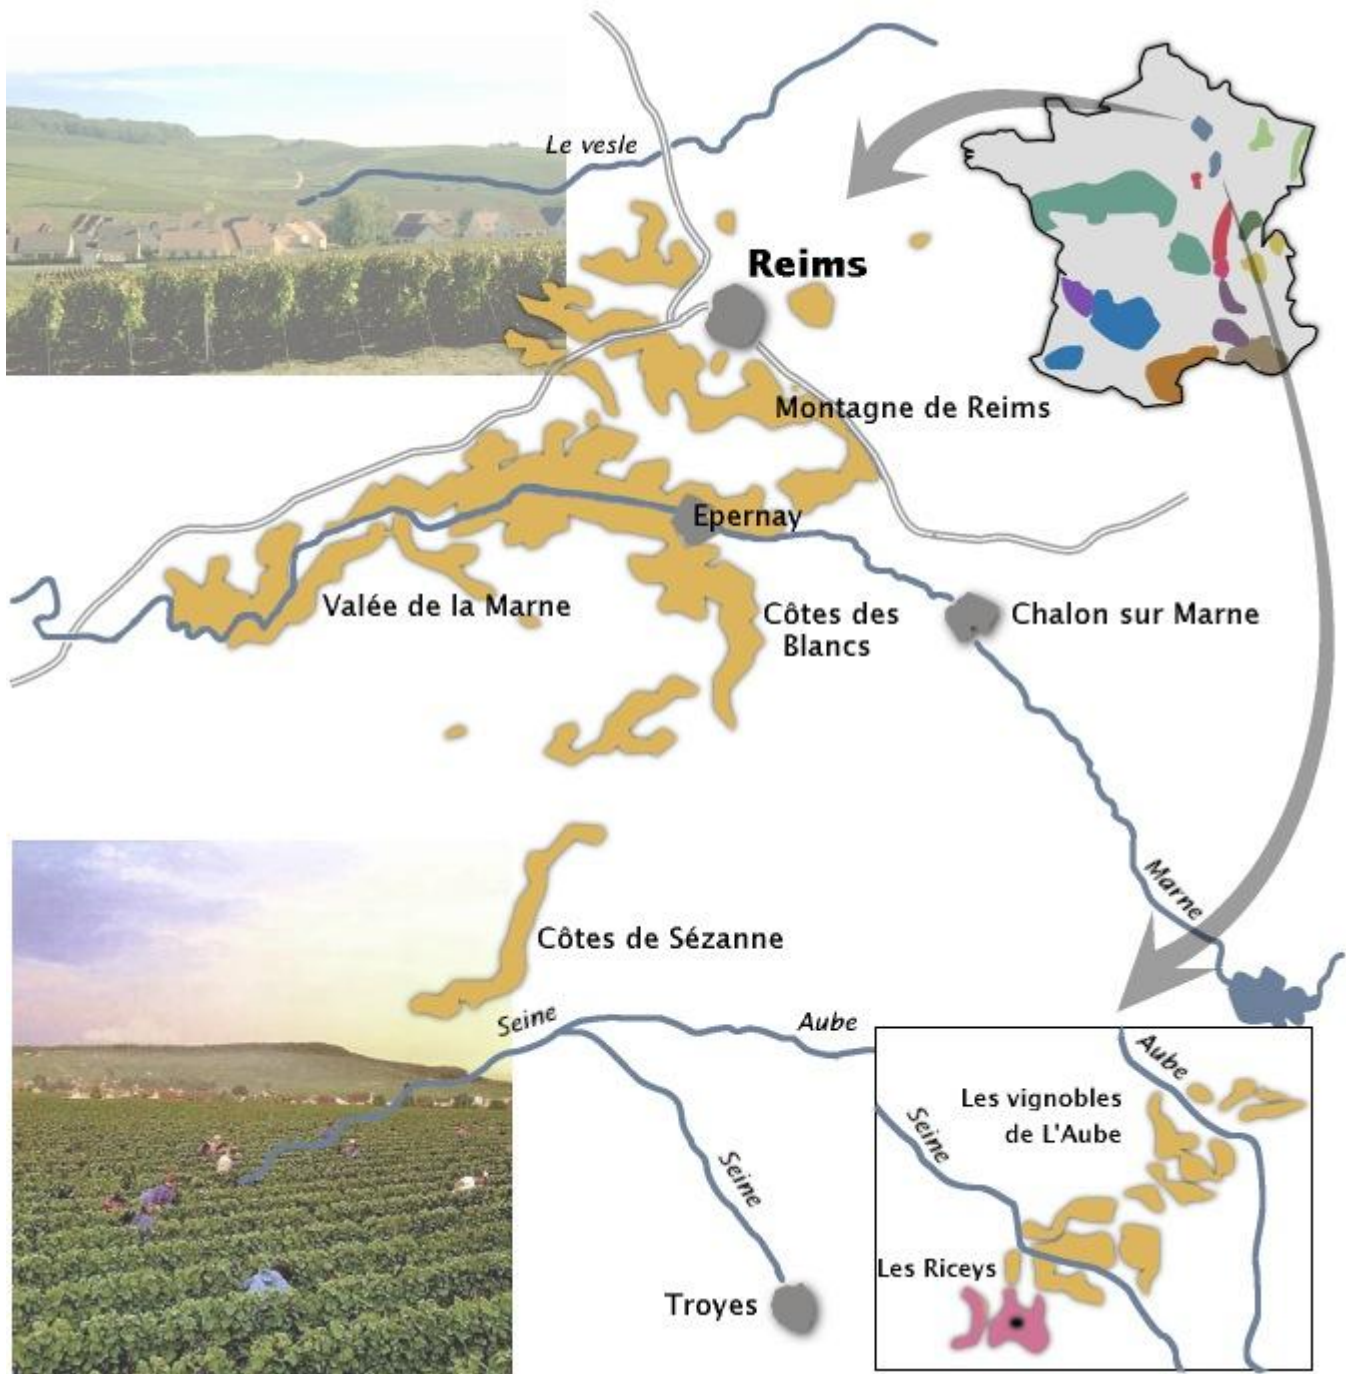 Le vesle
Reims
Montagne de Reims
Epernay
Valée de la Marne
Côtes des
Blancs
Chalon sur Marne
Marne
Côtes de Sézanne
Seine
Aube
Seine
Troyes
Aube
Les vignobles
de L'Aube
Seine
Les Riceys